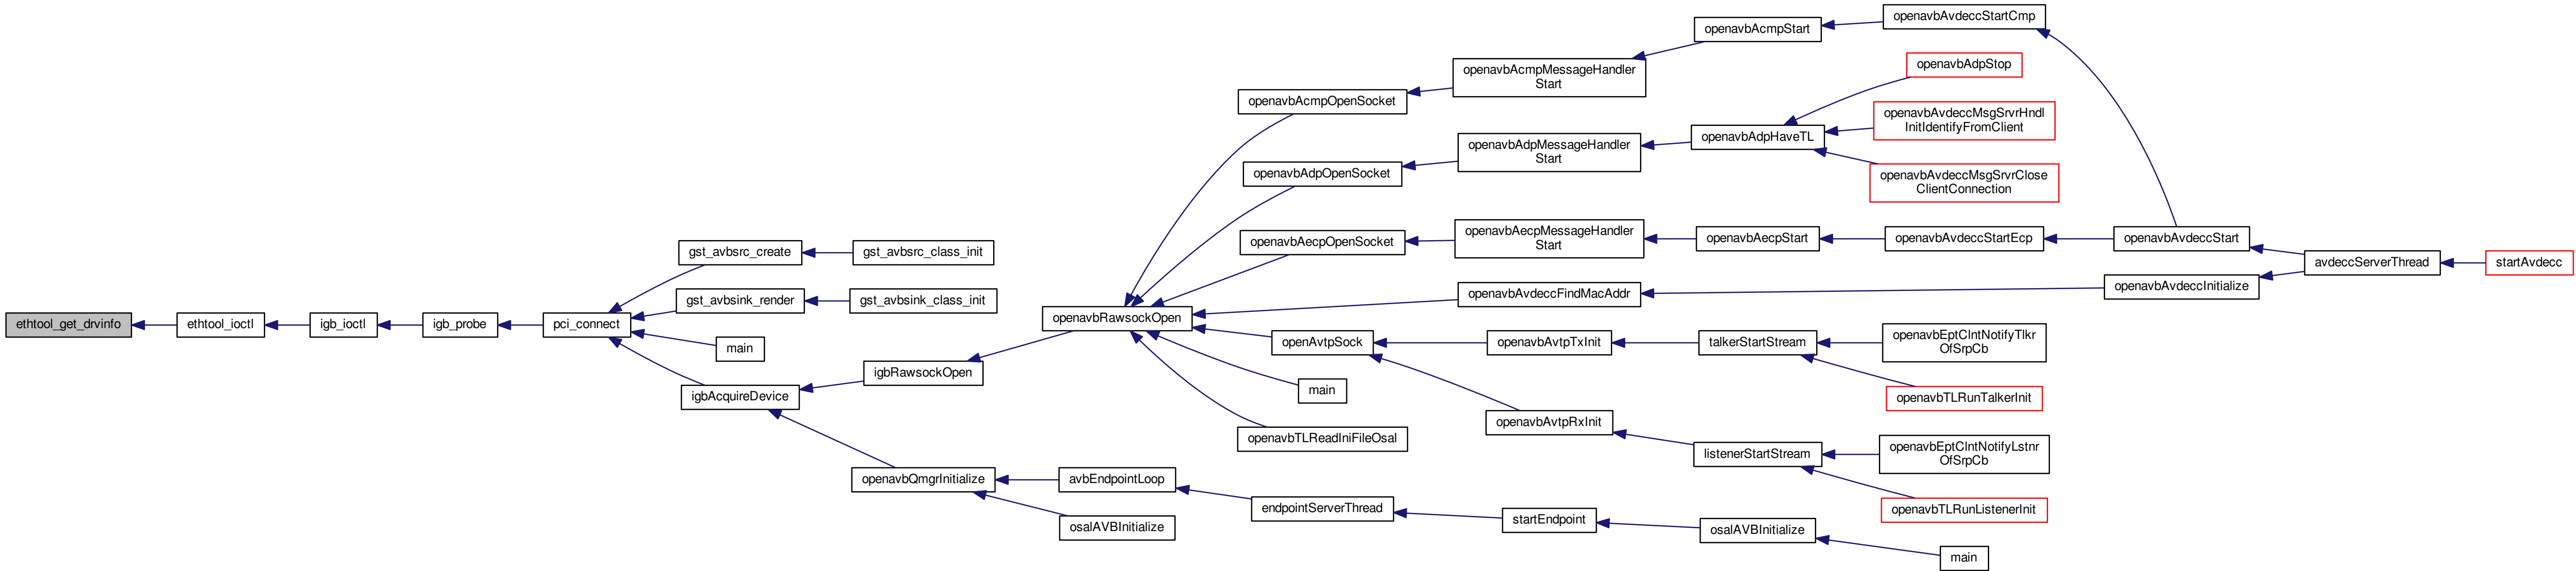 ethtool_get_drvinfo
ethtool_ioctl
igb_ioctl
igb_probe
pci_connect
gst_avbsrc_create
gst_avbsrc_class_init
gst_avbsink_render
gst_avbsink_class_init
main
igbAcquireDevice
igbRawsockOpen
openavbRawsockOpen
openavbAcmpOpenSocket
openavbAcmpMessageHandler
Start
openavbAcmpStart
openavbAvdeccStartCmp
openavbAdpOpenSocket
openavbAdpMessageHandler
Start
openavbAdpHaveTL
openavbAdpStop
openavbAvdeccMsgSrvrHndl
InitIdentifyFromClient
openavbAvdeccMsgSrvrClose
ClientConnection
openavbAecpOpenSocket
openavbAecpMessageHandler
Start
openavbAecpStart
openavbAvdeccStartEcp
openavbAvdeccStart
avdeccServerThread
startAvdecc
openavbAvdeccFindMacAddr
openavbAvdeccInitialize
openAvtpSock
openavbAvtpTxInit
talkerStartStream
openavbEptClntNotifyTlkr
OfSrpCb
openavbTLRunTalkerInit
main
openavbAvtpRxInit
listenerStartStream
openavbEptClntNotifyLstnr
OfSrpCb
openavbTLRunListenerInit
openavbTLReadIniFileOsal
openavbQmgrInitialize
avbEndpointLoop
endpointServerThread
startEndpoint
osalAVBInitialize
main
osalAVBInitialize